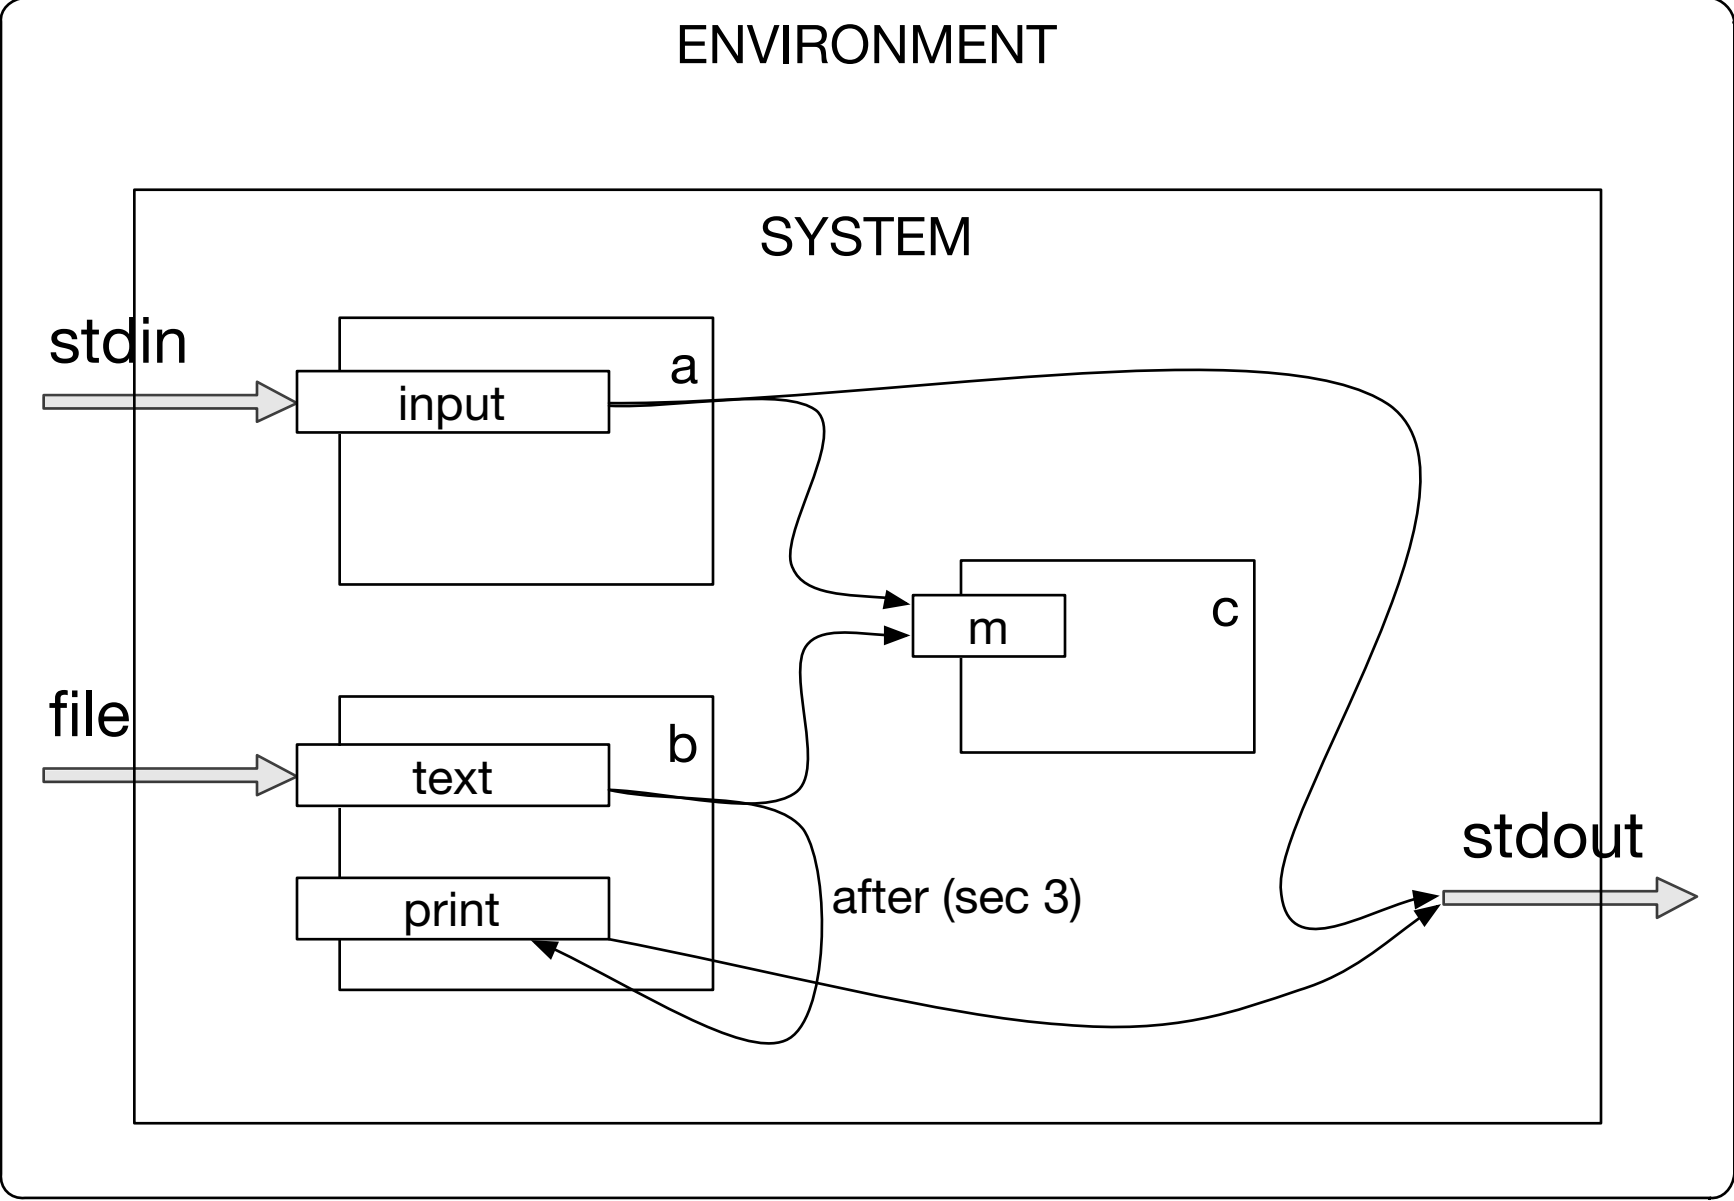 ENVIRONMENT
SYSTEM
stdin
a
input
c
m
file
b
text
print
after (sec 3)
stdout